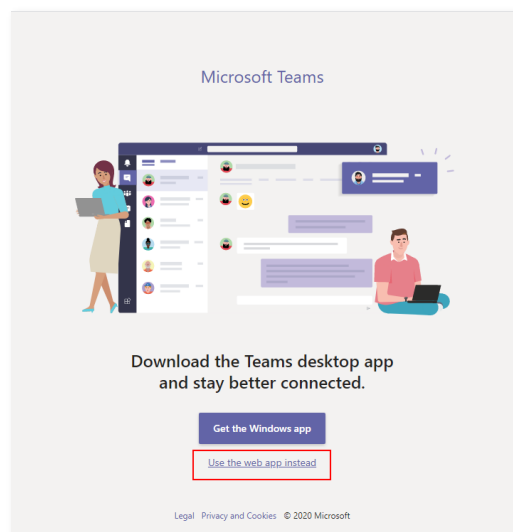 Microsoft Teams
Download the Teams desktop app
and stay better connected.
Get the Windows app
Use the web app instead
Legal Privacy and Cookies © 2020 Microsoft